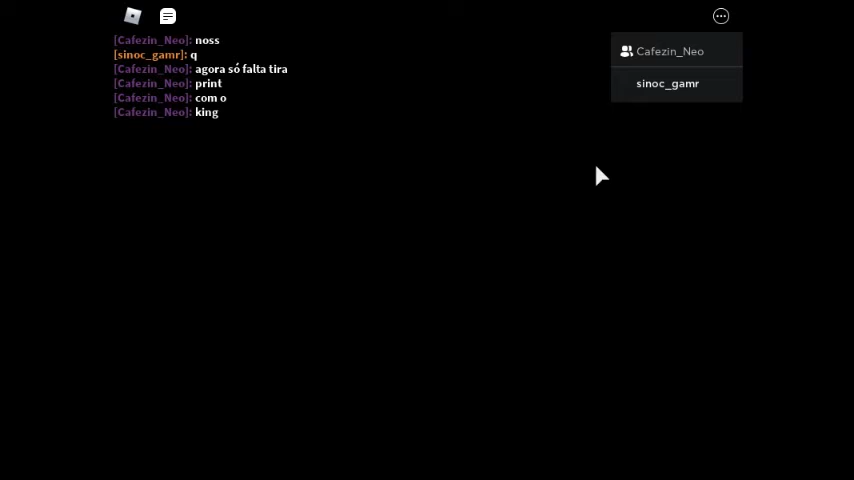 [Cafezin_Neo]: noss
[sinoc_gamr]: q
[Cafezin_Neo]: agora só falta tira
[Cafezin_Neo]: print
[Cafezin_Neo]: com o
[Cafezin_Neo]: king
Cafezin_Neo
sinoc_gamr